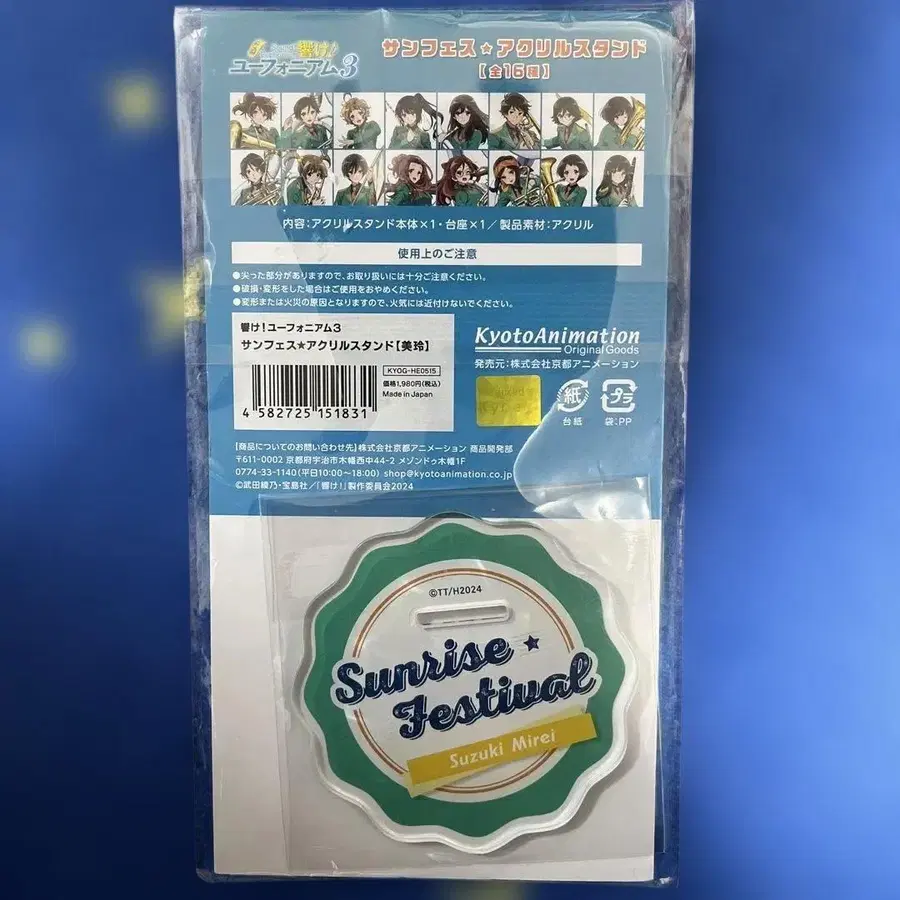 響け!
ユーフォニアム3
サンフェス★アクリルスタンド
【全16種】
内容:アクリルスタンド本体×1・台座×1/製品素材:アクリル
使用上のご注意
●尖った部分がありますので、お取り扱いには十分ご注意ください。
●破損・変形をした場合はご使用をおやめください。
●変形または火災の原因となりますので、火気には近付けないでください。
響け!ユーフォニアム3
サンフェス★アクリルスタンド【美玲】
KYOG-HE0515
価格1,980円(税込)
Made in Japan
4 582725 151831
KyotoAnimation
Original Goods
発売元:株式会社京都アニメーション
紙
台紙
プラ
袋:PP
【商品についてのお問い合わせ先】株式会社京都アニメーション 商品開発部
〒611-0002 京都府宇治市木幡西中44-2 メゾンドゥ木幡1F
0774-33-1140(平日10:00~18:00) shop@kyotoanimation.co.jp
©武田綾乃・宝島社/『響け!』製作委員会2024
©TT/H2024
Sunrise★
Festival
Suzuki Mirei